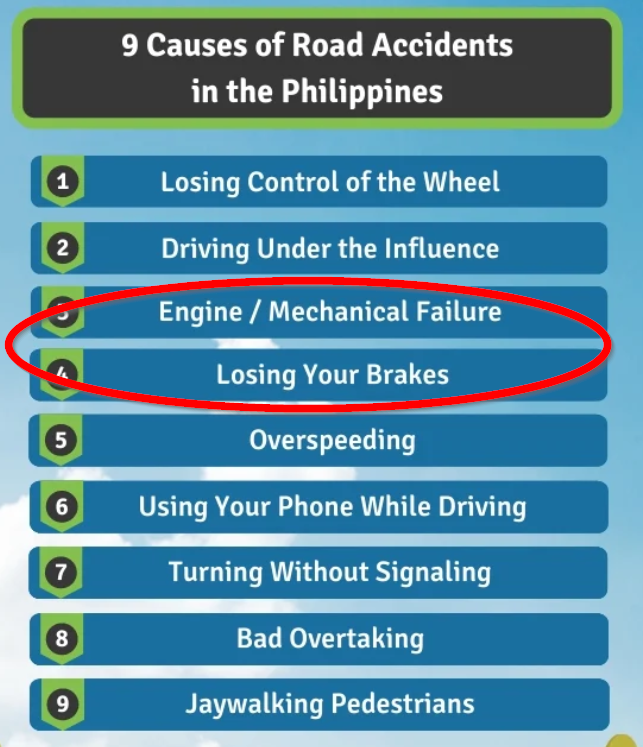 9 Causes of Road Accidents
in the Philippines
1 Losing Control of the Wheel
2 Driving Under the Influence
3 Engine / Mechanical Failure
4 Losing Your Brakes
5 Overspeeding
6 Using Your Phone While Driving
7 Turning Without Signaling
8 Bad Overtaking
9 Jaywalking Pedestrians